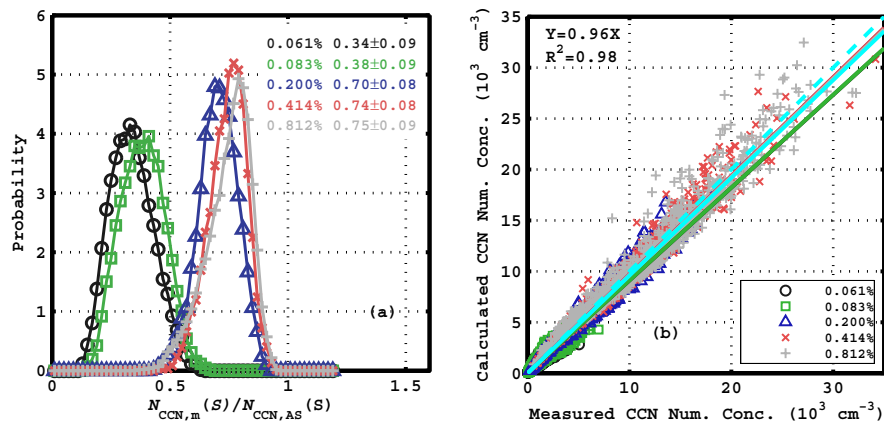 6
5
4
3
2
1
0
Probability
0.061% 0.34±0.09
0.083% 0.38±0.09
0.200% 0.70±0.08
0.414% 0.74±0.08
0.812% 0.75±0.09
(a)
0 0.5 1 1.5
N_CCN,m(S)/N_CCN,AS(S)
35
30
25
20
15
10
5
0
Calculated CCN Num. Conc. (10³ cm⁻³)
Y=0.96X
R²=0.98
(b)
0.061%
0.083%
0.200%
0.414%
0.812%
0 10 20 30
Measured CCN Num. Conc. (10³ cm⁻³)